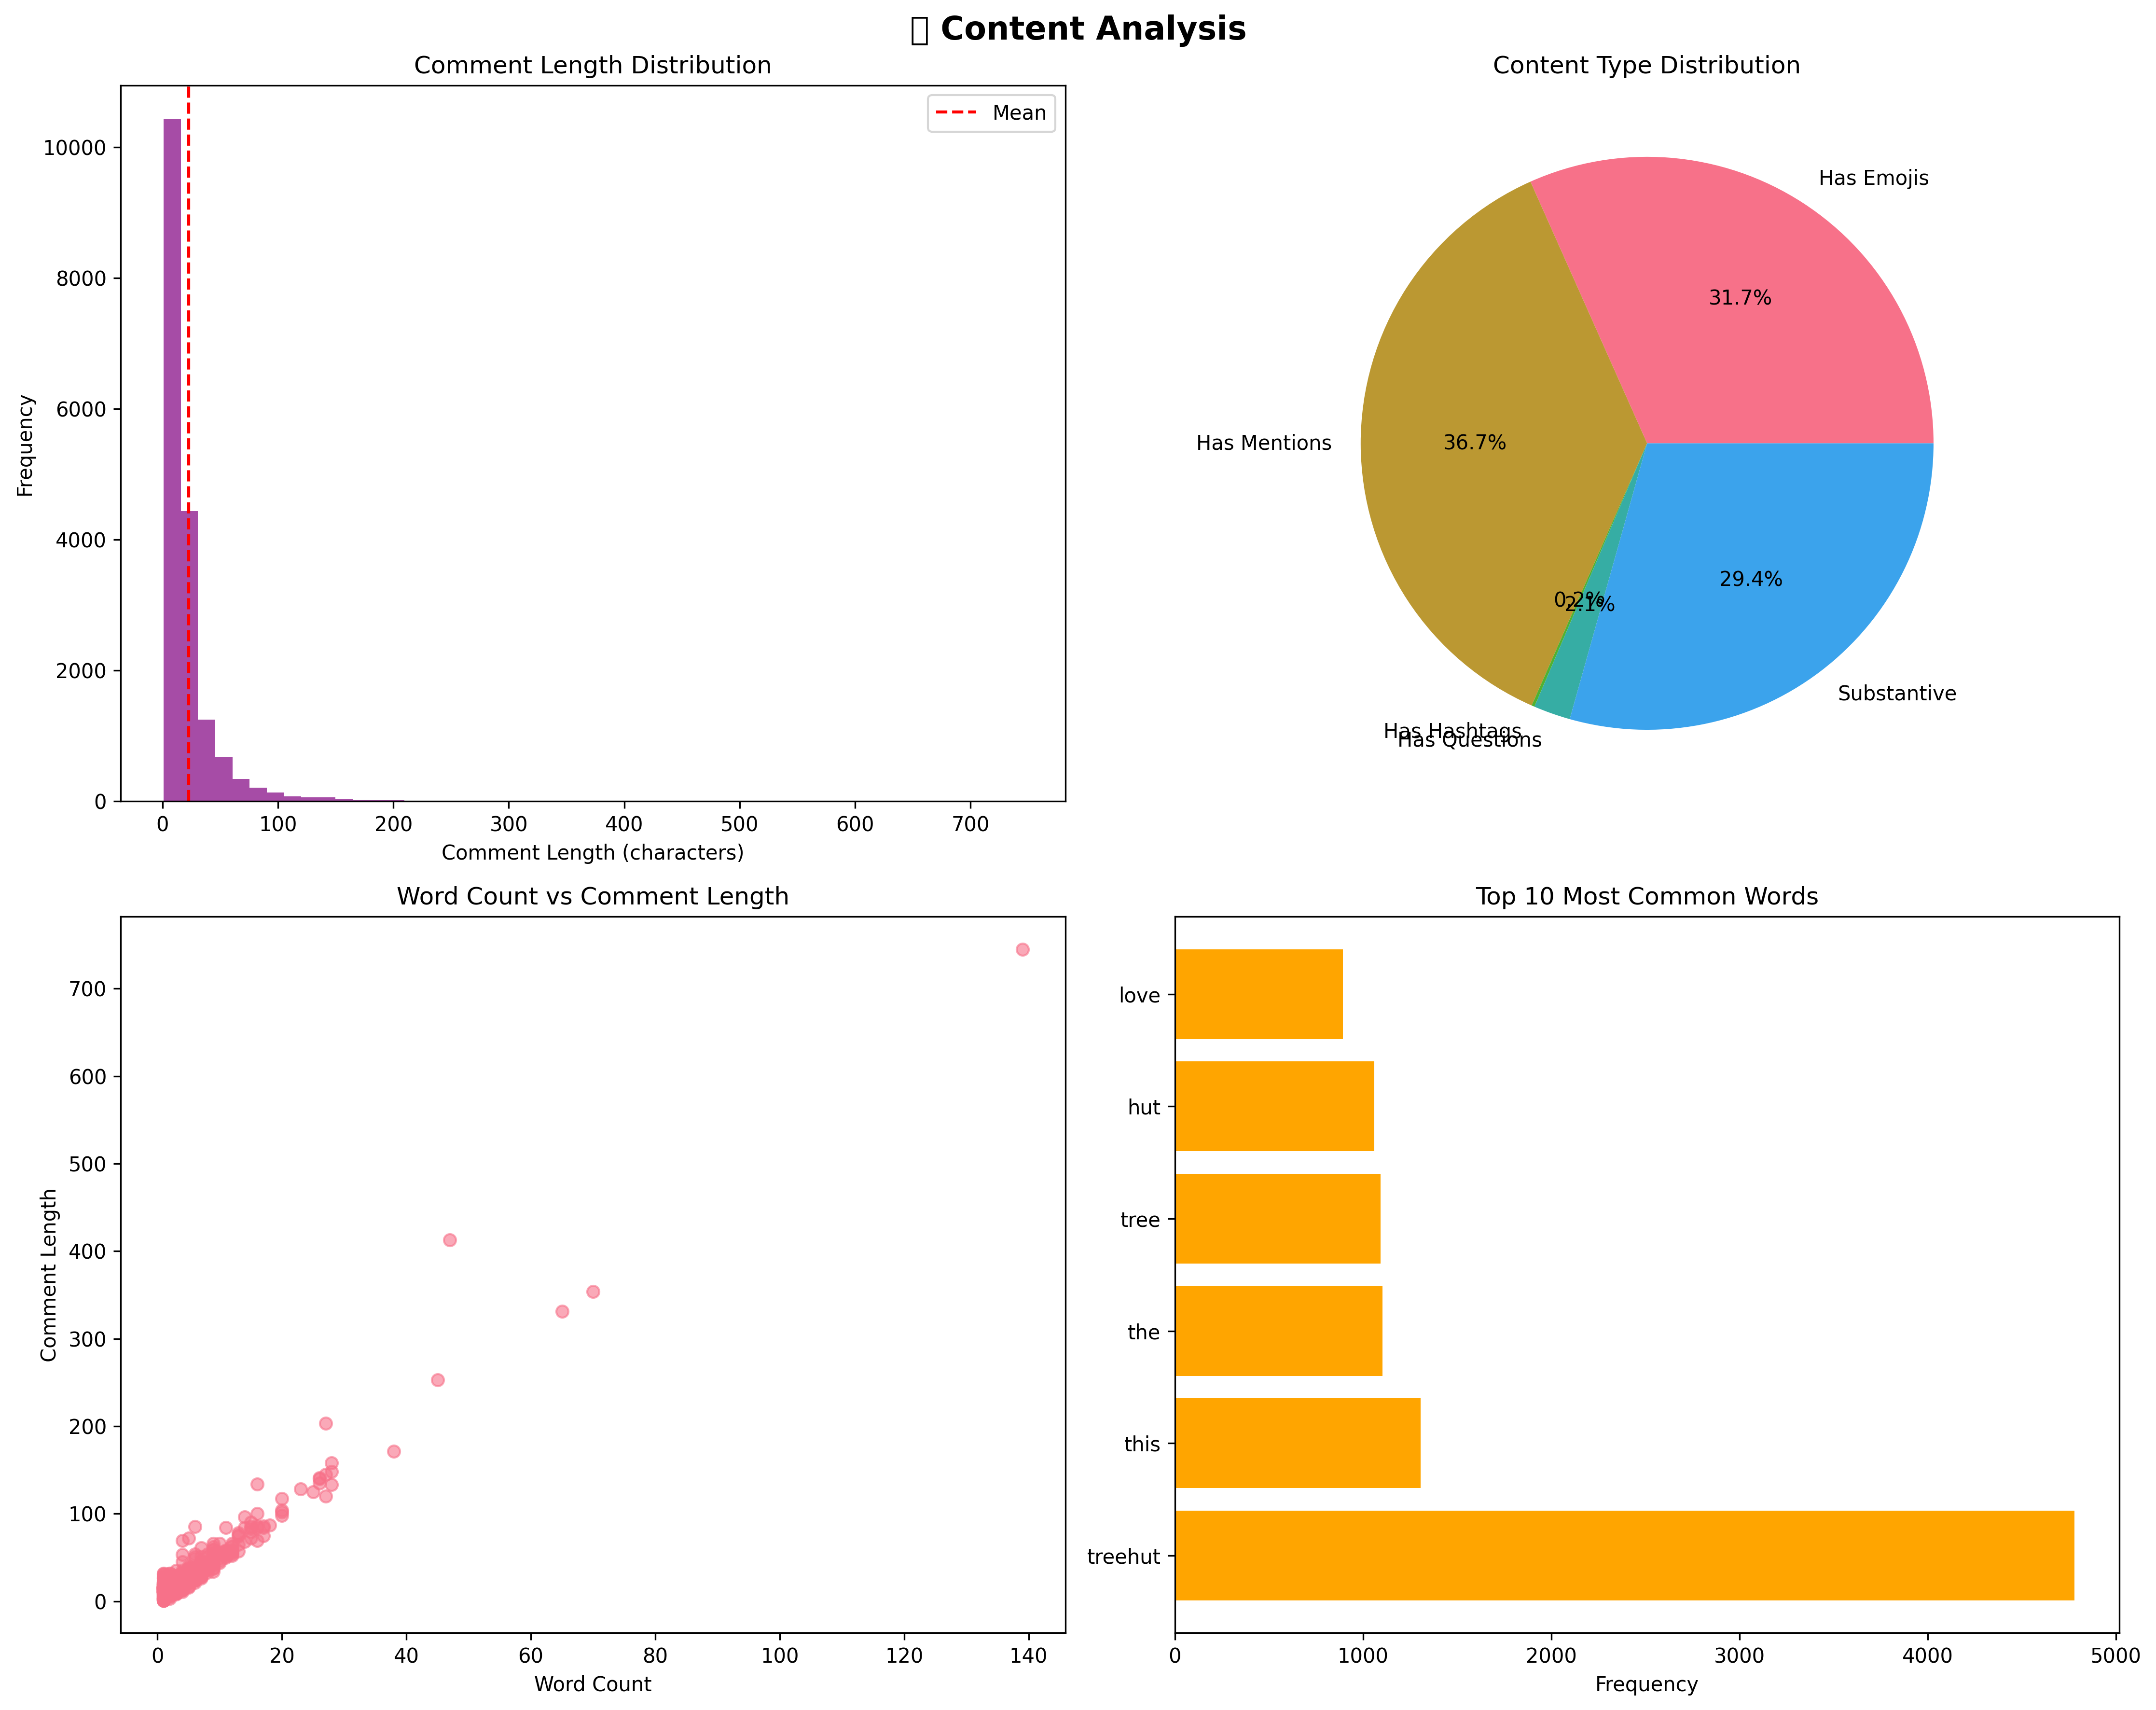 Content Analysis
Comment Length Distribution
Mean
Frequency
10000
8000
6000
4000
2000
0
0 100 200 300 400 500 600 700
Comment Length (characters)
Content Type Distribution
Has Emojis
31.7%
Has Mentions
36.7%
0.2%
2.1%
29.4%
Substantive
Has Hashtags
Has Questions
Word Count vs Comment Length
Comment Length
700
600
500
400
300
200
100
0
0 20 40 60 80 100 120 140
Word Count
Top 10 Most Common Words
love
hut
tree
the
this
treehut
0 1000 2000 3000 4000 5000
Frequency